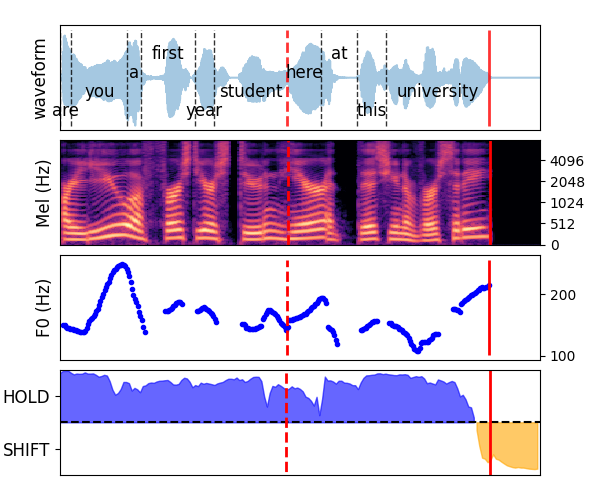 waveform
are you a first year student here at this university
Mel (Hz)
4096
2048
1024
512
0
F0 (Hz)
200
100
HOLD
SHIFT